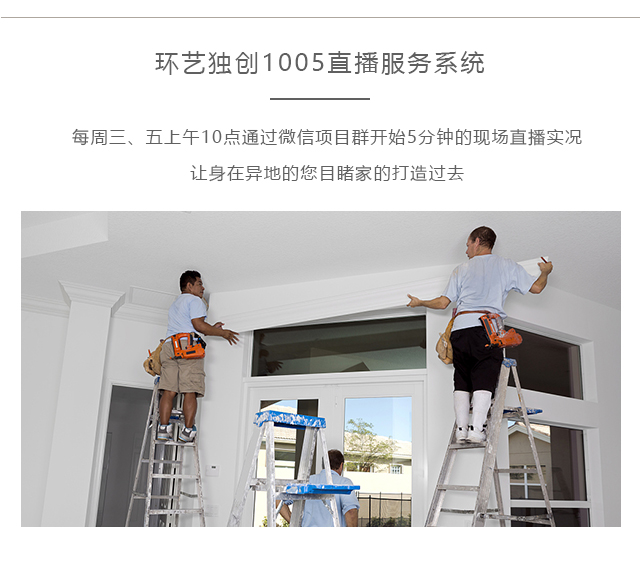 环艺独创1005直播服务系统
每周三、五上午10点通过微信项目群开始5分钟的现场直播实况
让身在异地的您目睹家的打造过去